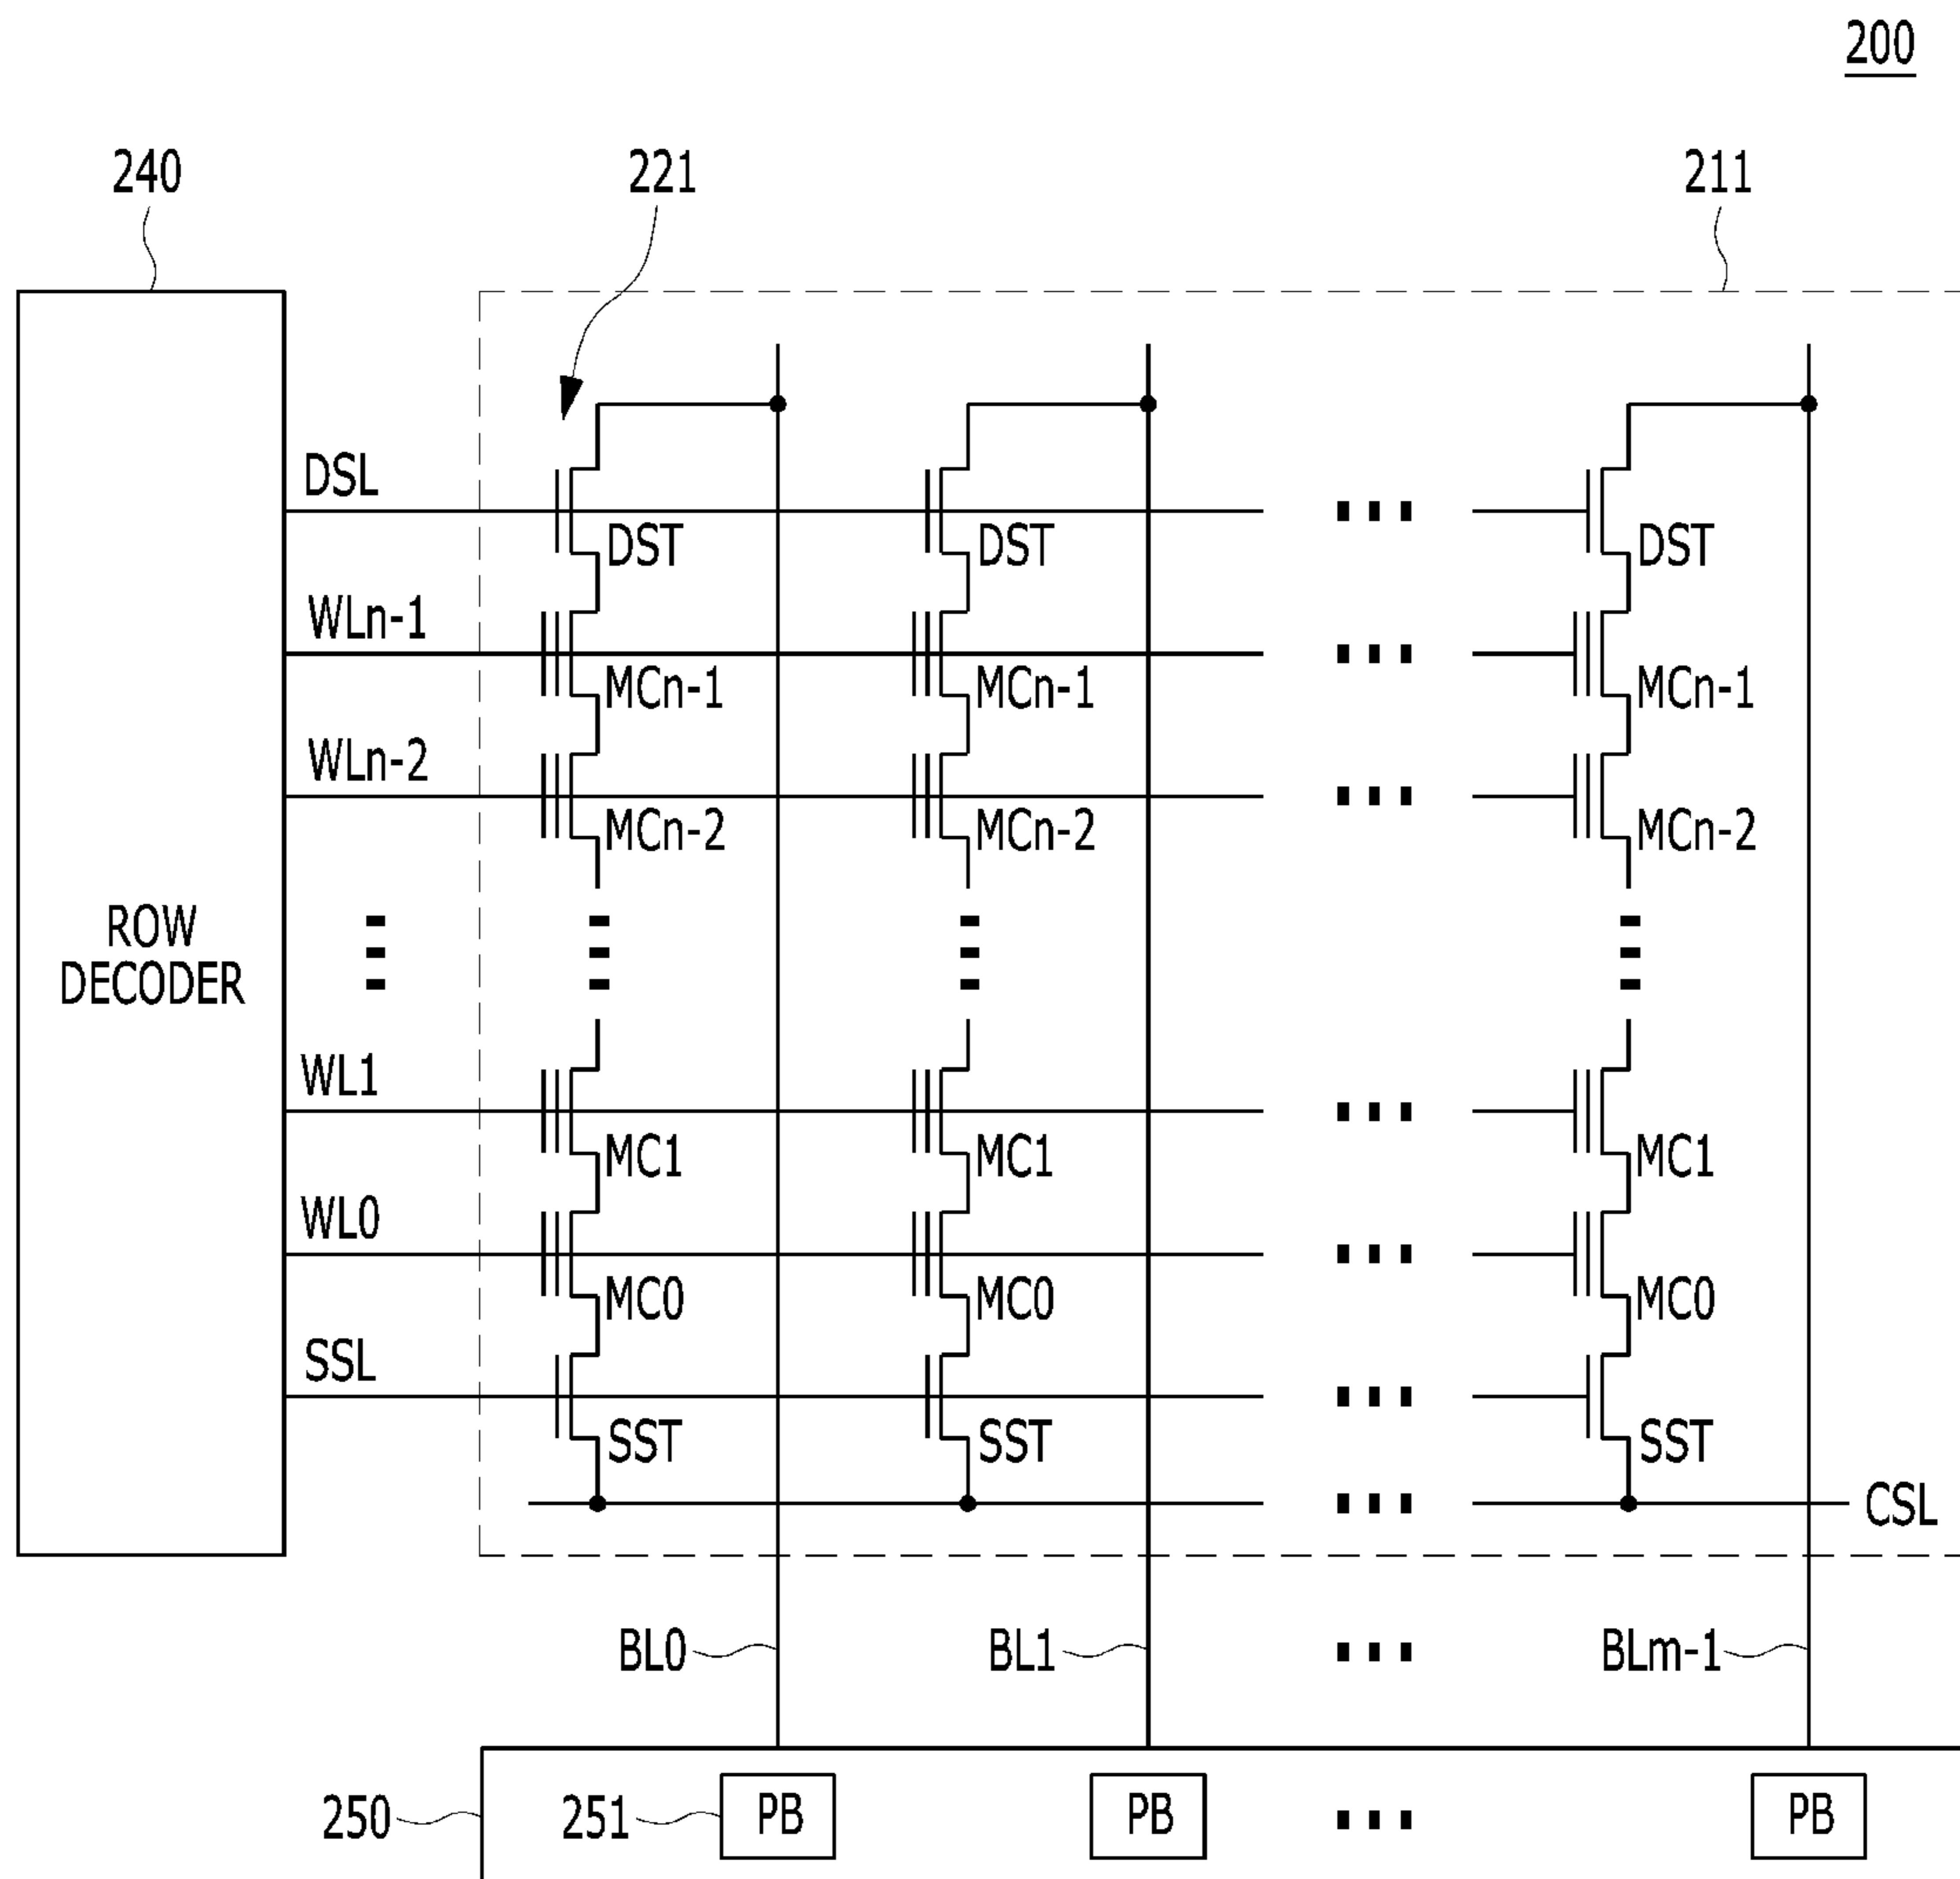 200
240 221 211
DSL
DST DST DST
WLn-1
MCn-1 MCn-1 MCn-1
WLn-2
MCn-2 MCn-2 MCn-2
ROW
DECODER
WL1
MC1 MC1 MC1
WL0
MC0 MC0 MC0
SSL
SST SST SST
CSL
BL0 BL1 BLm-1
250 251 PB PB PB